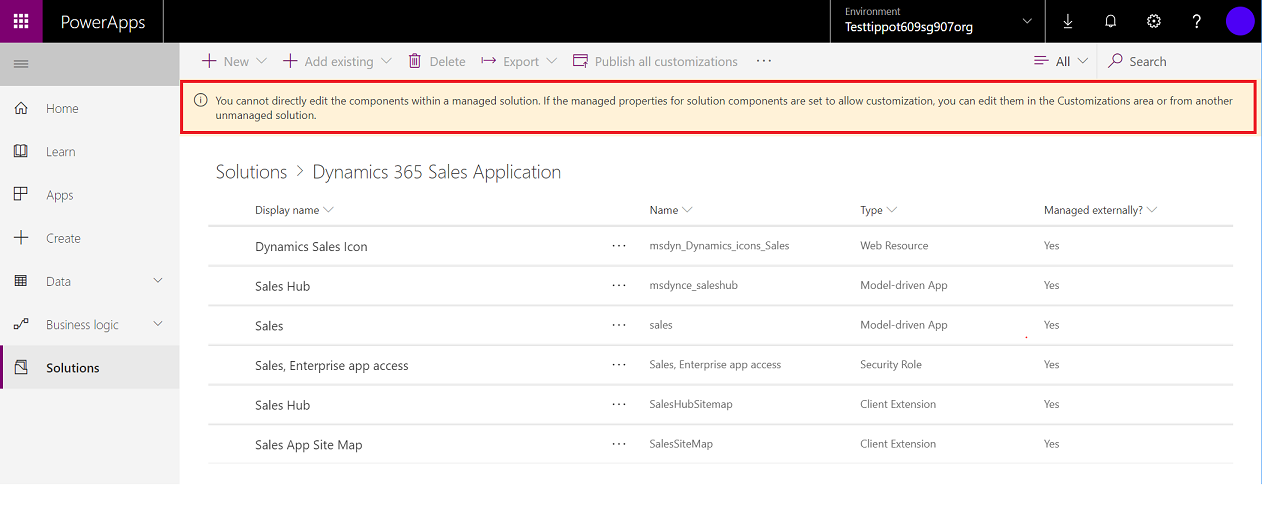 PowerApps
Environment
Testtippot609sg907org
?
New
Add existing
Delete
Export
Publish all customizations
···
All
Search
You cannot directly edit the components within a managed solution. If the managed properties for solution components are set to allow customization, you can edit them in the Customizations area or from another
unmanaged solution.
Home
Learn
Apps
Create
Data
Business logic
Solutions
Solutions > Dynamics 365 Sales Application
Display name Name Type Managed externally?
Dynamics Sales Icon ··· msdyn_Dynamics_icons_Sales Web Resource Yes
Sales Hub ··· msdynce_saleshub Model-driven App Yes
Sales ··· sales Model-driven App Yes
Sales, Enterprise app access ··· Sales, Enterprise app access Security Role Yes
Sales Hub ··· SalesHubSitemap Client Extension Yes
Sales App Site Map ··· SalesSiteMap Client Extension Yes